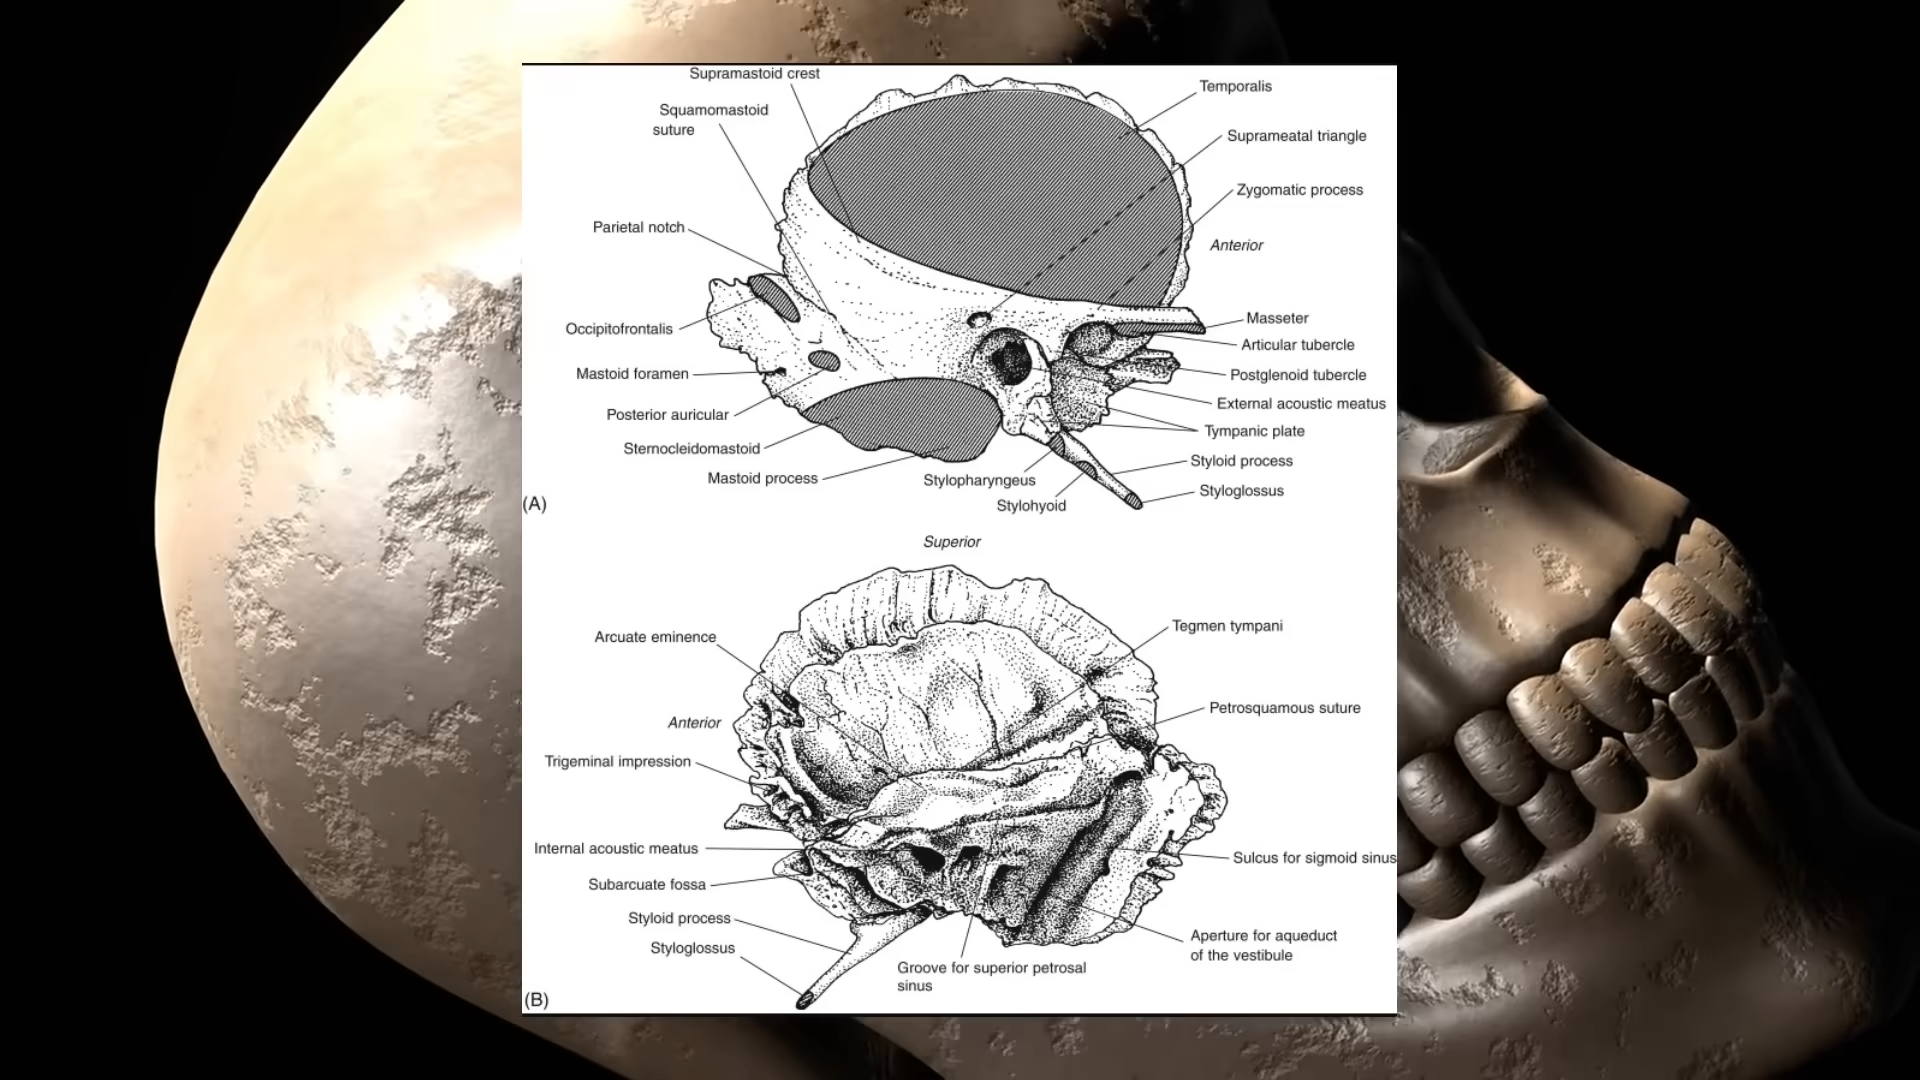 Supramastoid crest
Squamomastoid
suture
Parietal notch
Occipitofrontalis
Mastoid foramen
Posterior auricular
Sternocleidomastoid
Mastoid process
(A)
Temporalis
Suprameatal triangle
Zygomatic process
Anterior
Masseter
Articular tubercle
Postglenoid tubercle
External acoustic meatus
Tympanic plate
Styloid process
Styloglossus
Stylopharyngeus
Stylohyoid
Superior
Arcuate eminence
Anterior
Trigeminal impression
Internal acoustic meatus
Subarcuate fossa
Styloid process
Styloglossus
(B)
Tegmen tympani
Petrosquamous suture
Sulcus for sigmoid sinus
Aperture for aqueduct
of the vestibule
Groove for superior petrosal
sinus